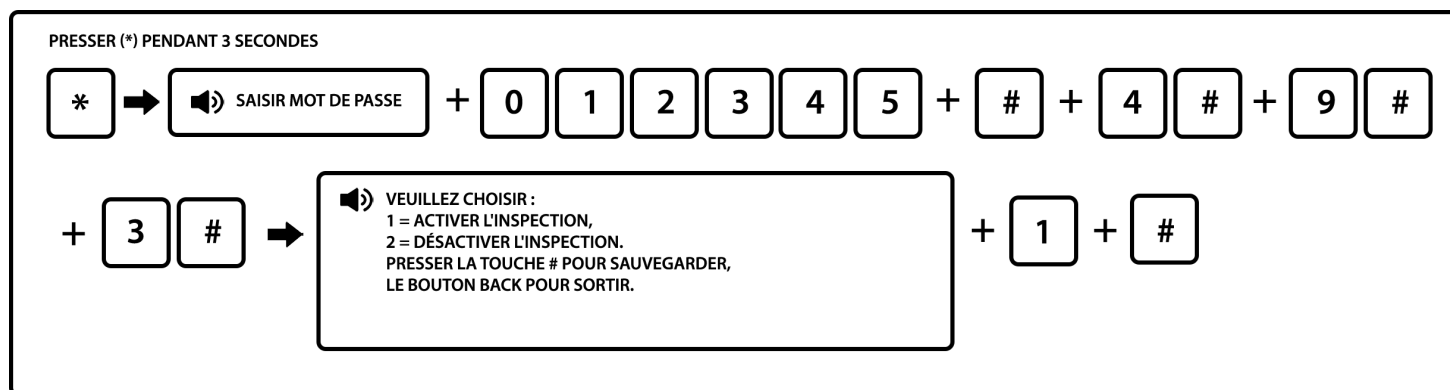 PRESSER (*) PENDANT 3 SECONDES
* SAISIR MOT DE PASSE + 0 1 2 3 4 5 + # + 4 # + 9 #
+ 3 #
VEUILLEZ CHOISIR :
1 = ACTIVER L'INSPECTION,
2 = DÉSACTIVER L'INSPECTION.
PRESSER LA TOUCHE # POUR SAUVEGARDER,
LE BOUTON BACK POUR SORTIR.
+ 1 + #